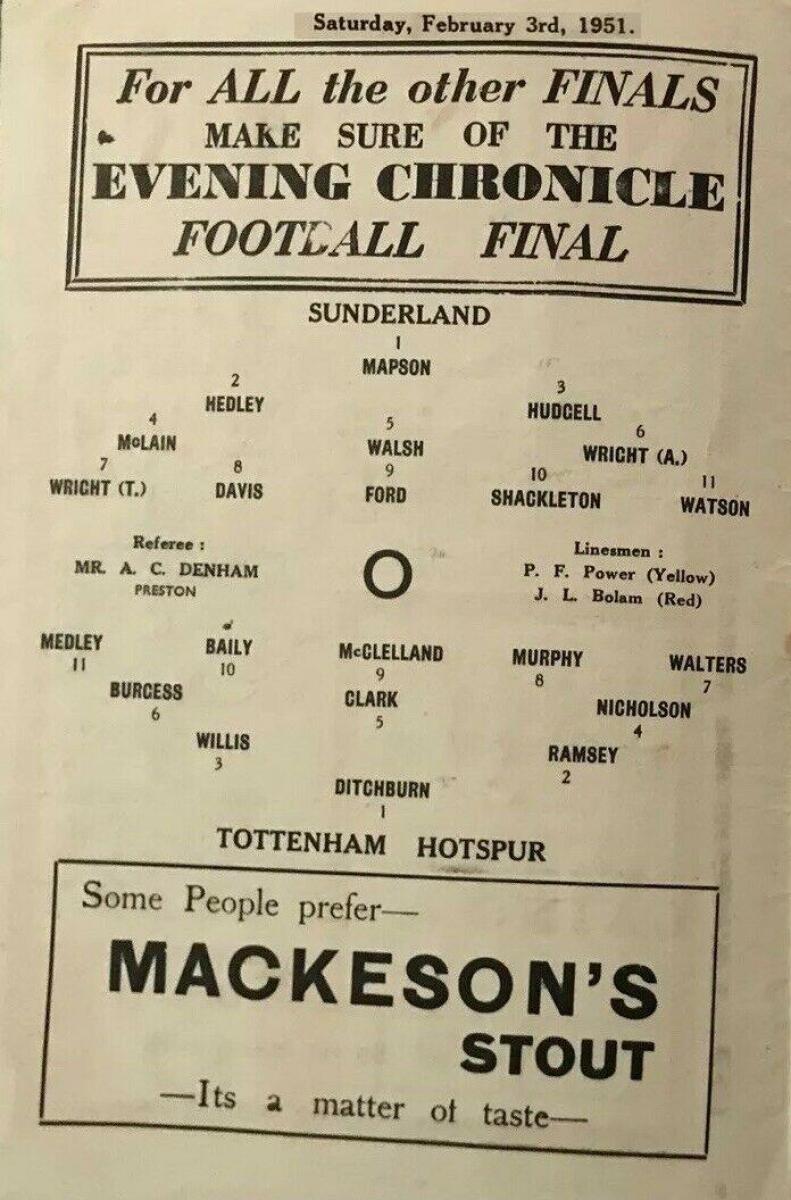 Saturday, February 3rd, 1951.
For ALL the other FINALS
MAKE SURE OF THE
EVENING CHRONICLE
FOOTBALL FINAL
SUNDERLAND
1
MAPSON
2 3
HEDLEY HUDGELL
4 5 6
McLAIN WALSH WRIGHT (A.)
7 8 9 10 11
WRIGHT (T.) DAVIS FORD SHACKLETON WATSON
Referee : Linesmen :
MR. A. C. DENHAM P. F. Power (Yellow)
PRESTON J. L. Bolam (Red)
O
MEDLEY BAILY McCLELLAND MURPHY WALTERS
11 10 9 8 7
BURGESS CLARK NICHOLSON
6 5 4
WILLIS RAMSEY
3 2
DITCHBURN
1
TOTTENHAM HOTSPUR
Some People prefer—
MACKESON'S
STOUT
—Its a matter of taste—